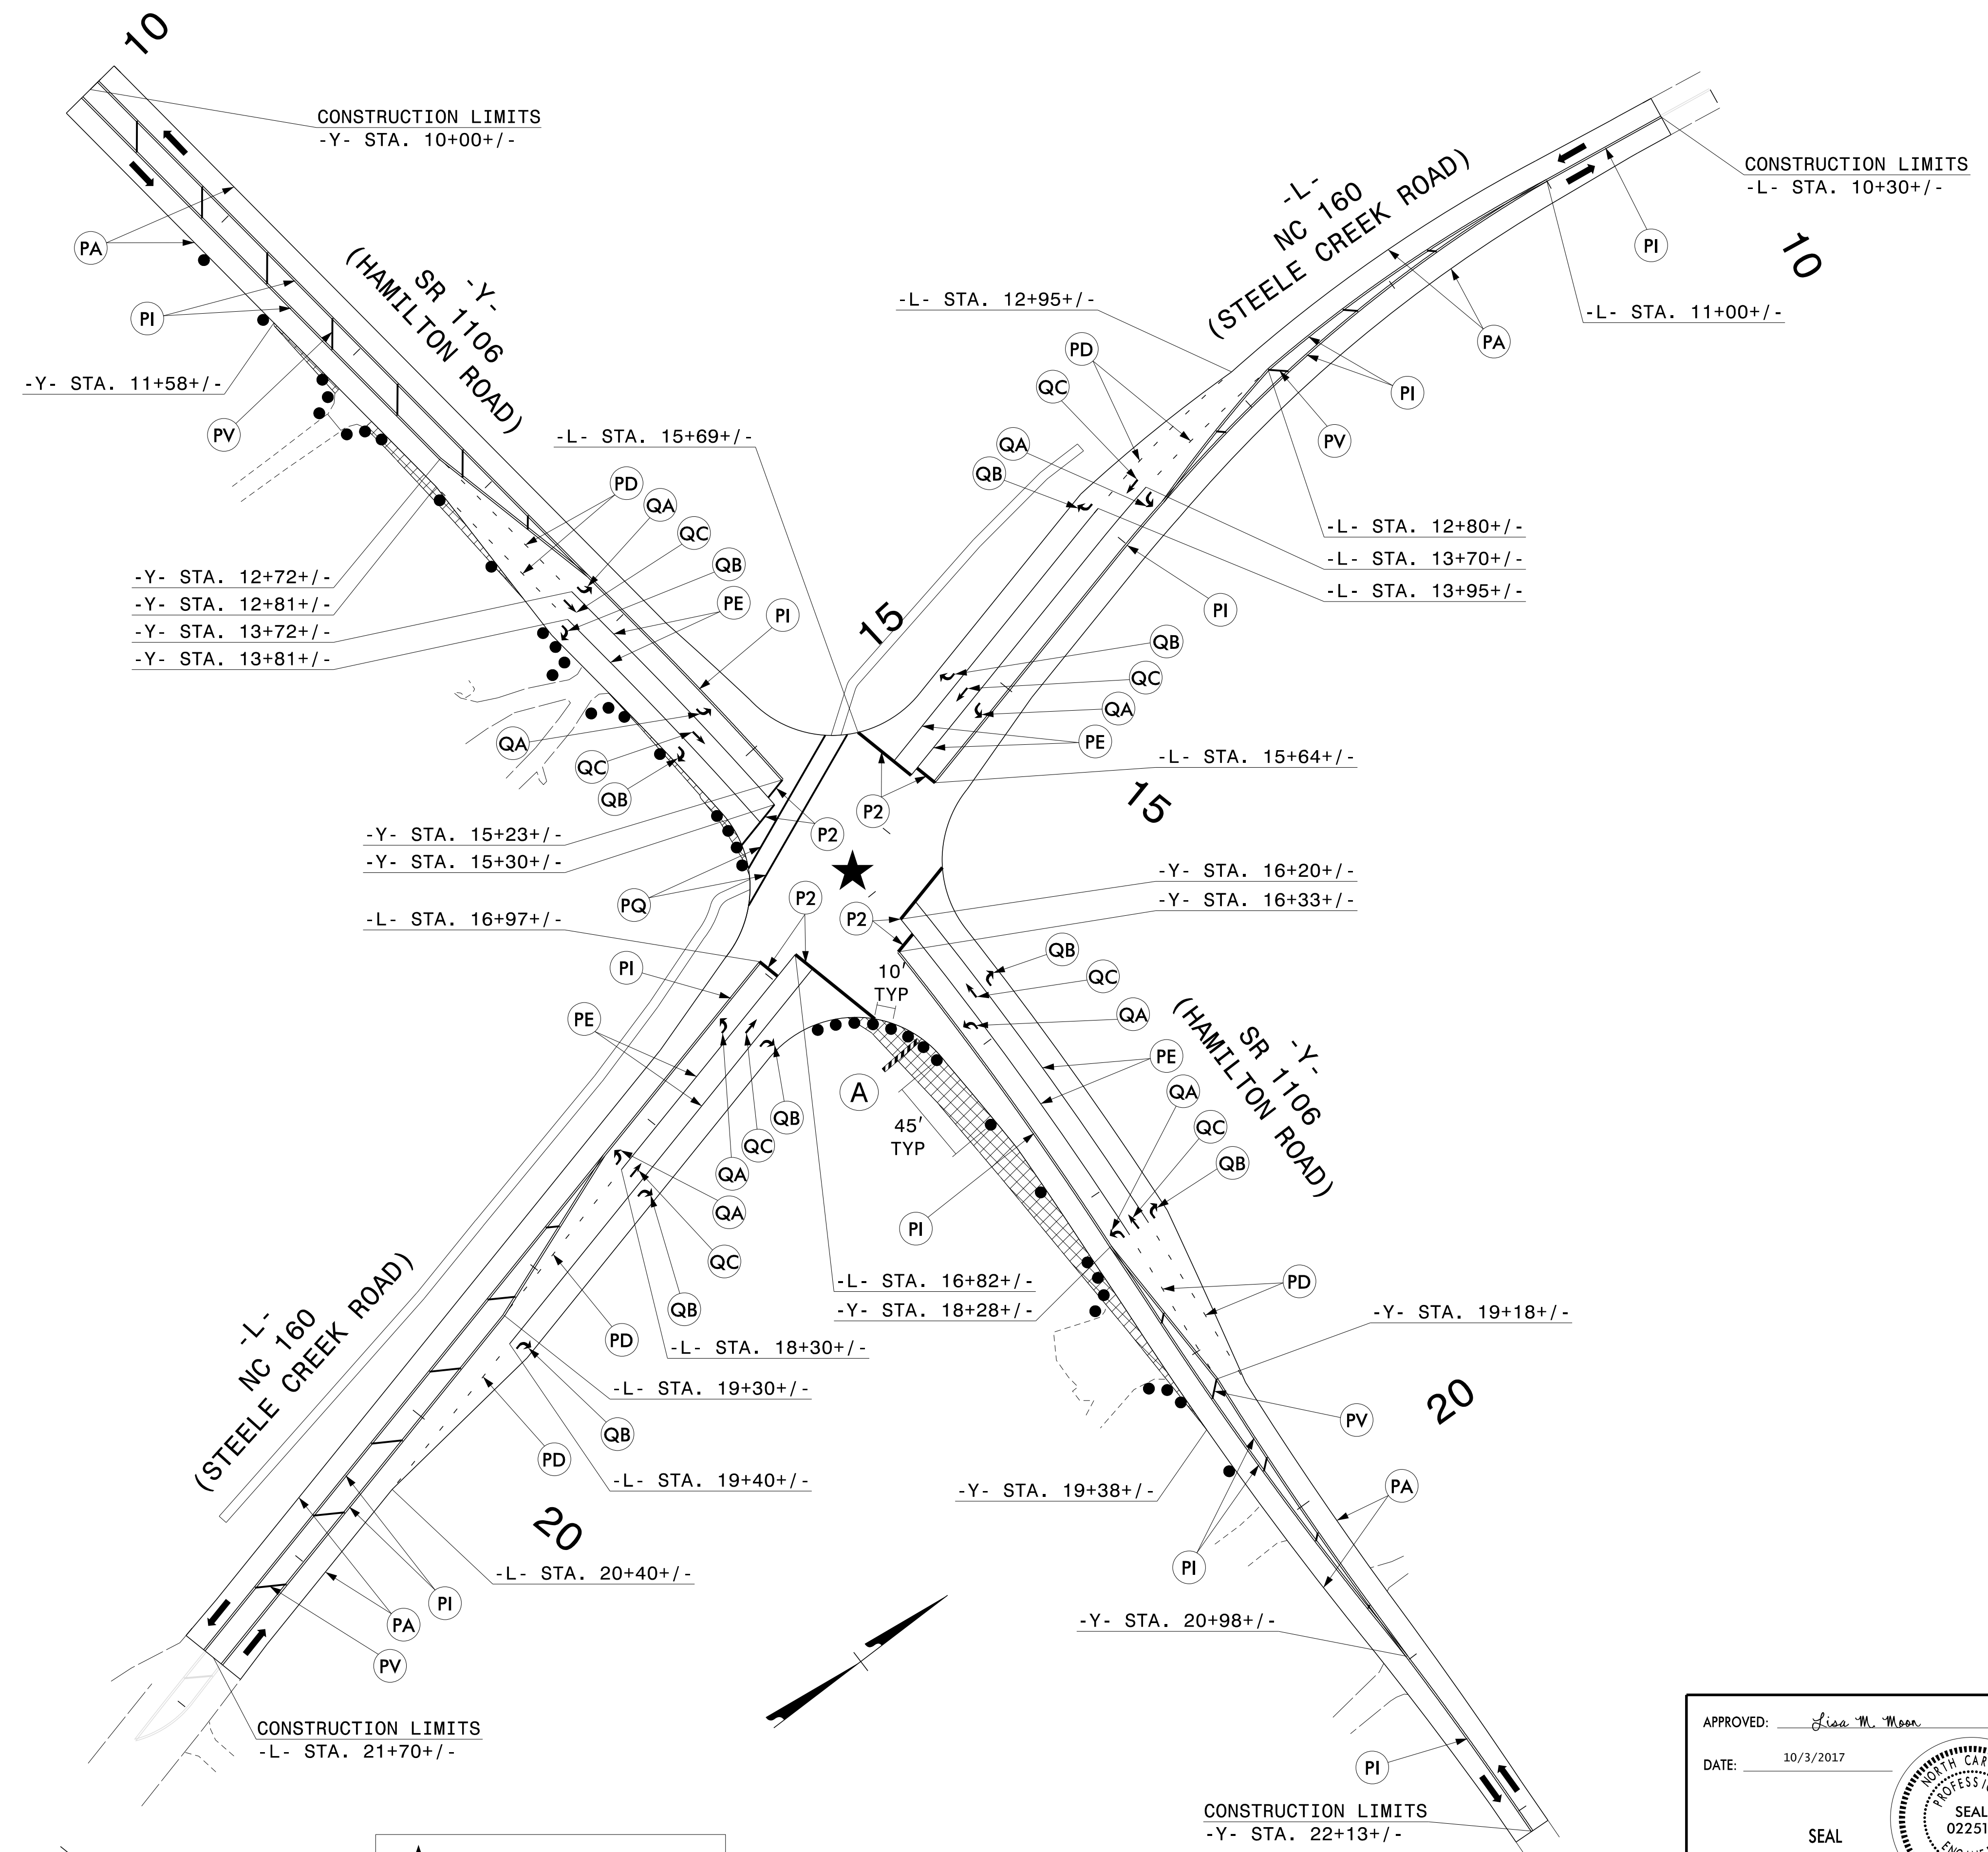 10
CONSTRUCTION LIMITS
-Y- STA. 10+00+/-
CONSTRUCTION LIMITS
-L- STA. 10+30+/-
-L-
NC 160
(STEELE CREEK ROAD)
10
PA
PI
-Y-
SR 1106
(HAMILTON ROAD)
PI
-L- STA. 12+95+/-
-L- STA. 11+00+/-
PA
PD
-Y- STA. 11+58+/-
QC
PI
PV
-L- STA. 15+69+/-
QA
PV
QB
PD
QA
QC
-L- STA. 12+80+/-
-L- STA. 13+70+/-
-L- STA. 13+95+/-
QB
-Y- STA. 12+72+/-
-Y- STA. 12+81+/-
-Y- STA. 13+72+/-
-Y- STA. 13+81+/-
PE
PI
15
PI
QB
QC
QA
QA
PE
QC
-L- STA. 15+64+/-
QB
15
P2
-Y- STA. 15+23+/-
-Y- STA. 15+30+/-
P2
-Y- STA. 16+20+/-
-Y- STA. 16+33+/-
PQ
P2
P2
-L- STA. 16+97+/-
QB
PI
10'
TYP
QC
PE
QA
-Y-
SR 1106
(HAMILTON ROAD)
PE
A
QA
QB
QC
45'
TYP
QC
QB
QA
QA
PI
QC
-L- STA. 16+82+/-
-Y- STA. 18+28+/-
PD
QB
-Y- STA. 19+18+/-
-L-
NC 160
(STEELE CREEK ROAD)
PD
-L- STA. 18+30+/-
-L- STA. 19+30+/-
20
PV
QB
PD
-L- STA. 19+40+/-
-Y- STA. 19+38+/-
PA
20
-L- STA. 20+40+/-
PI
PI
PA
-Y- STA. 20+98+/-
PV
CONSTRUCTION LIMITS
-L- STA. 21+70+/-
PI
CONSTRUCTION LIMITS
-Y- STA. 22+13+/-
APPROVED: Lisa M. Moon
DATE: 10/3/2017
SEAL
NORTH CAR
PROFESSI
SEAL
02251